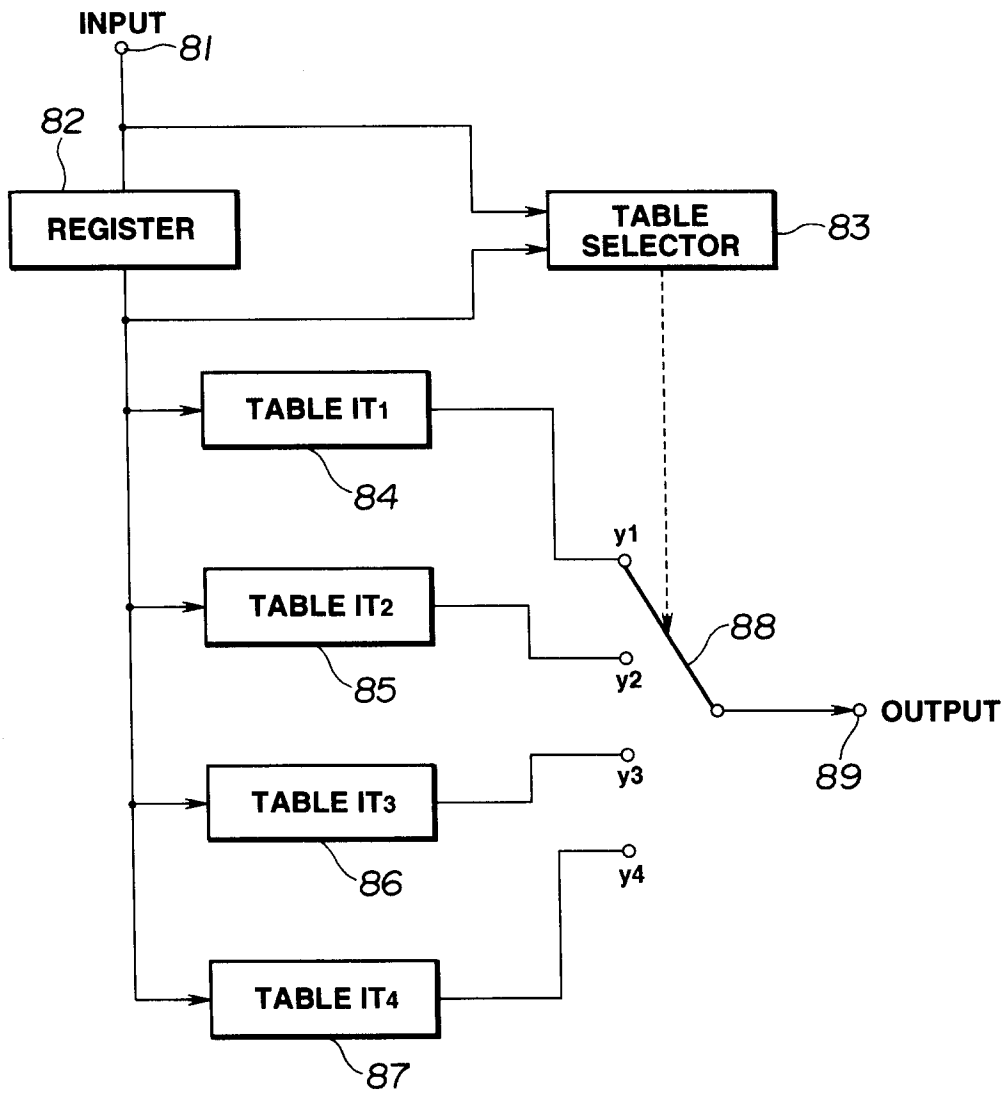 INPUT
81
82
REGISTER
TABLE
SELECTOR
83
TABLE IT1
84
y1
TABLE IT2
85
y2
88
OUTPUT
89
TABLE IT3
86
y3
y4
TABLE IT4
87